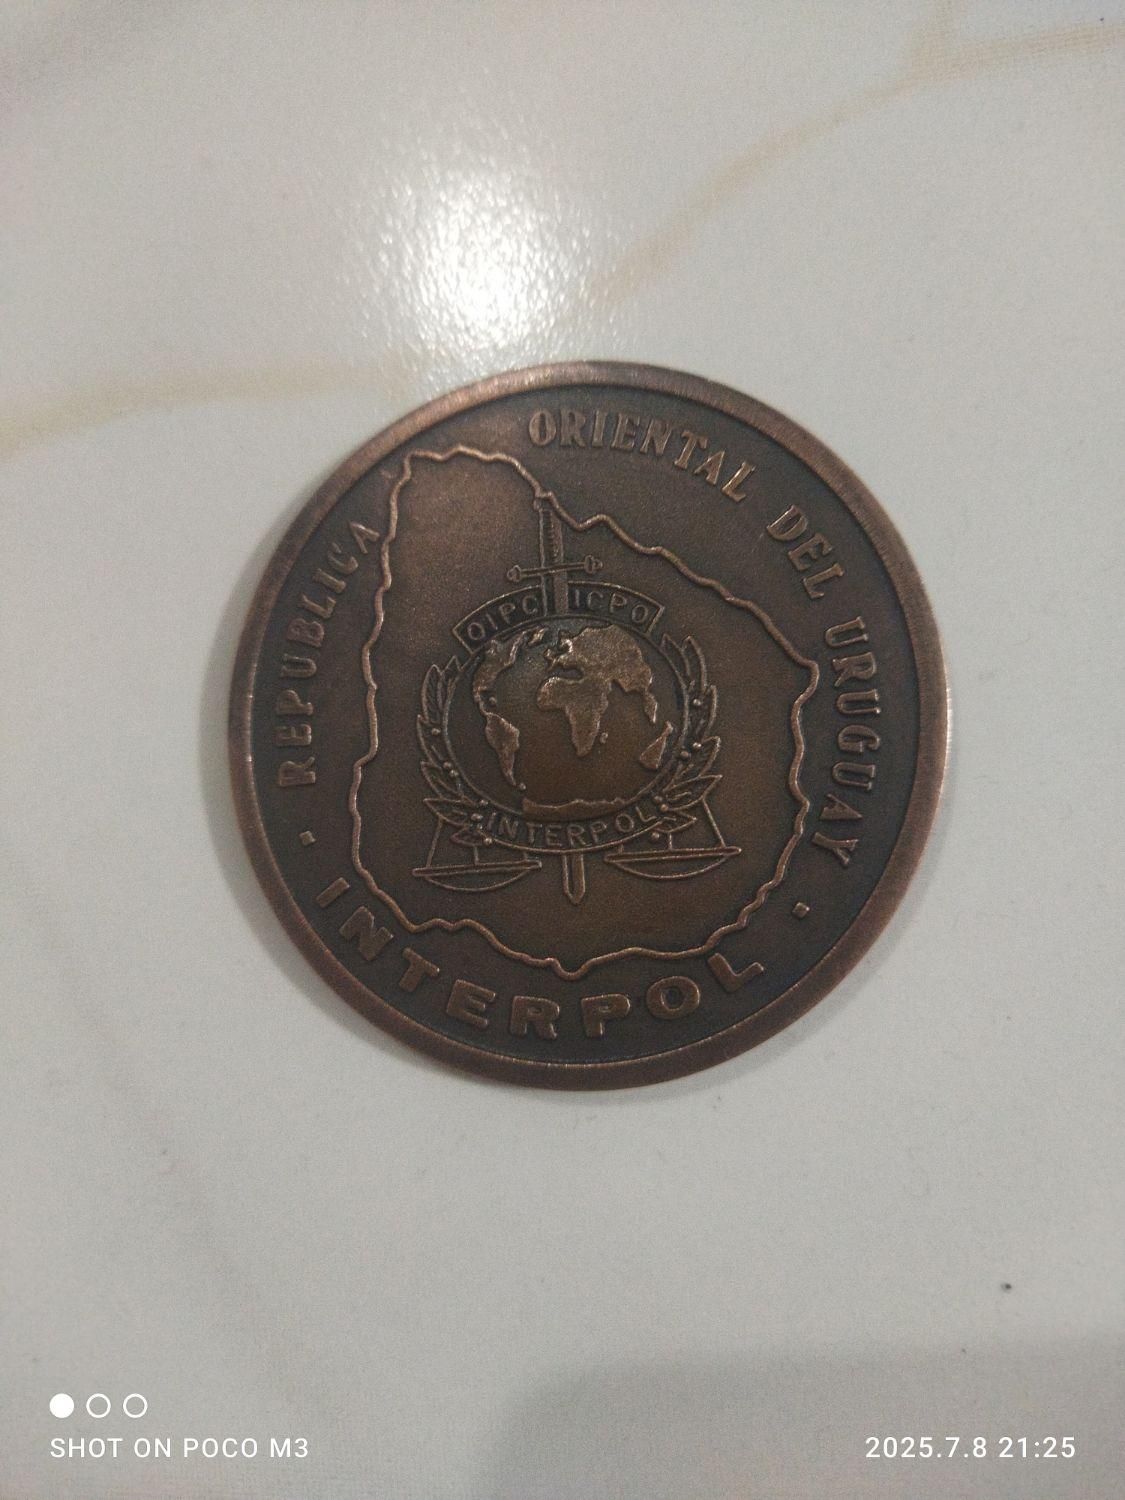 REPUBLICA ORIENTAL DEL URUGUAY
OIPC ICPO
INTERPOL
· INTERPOL ·
SHOT ON POCO M3
2025.7.8 21:25